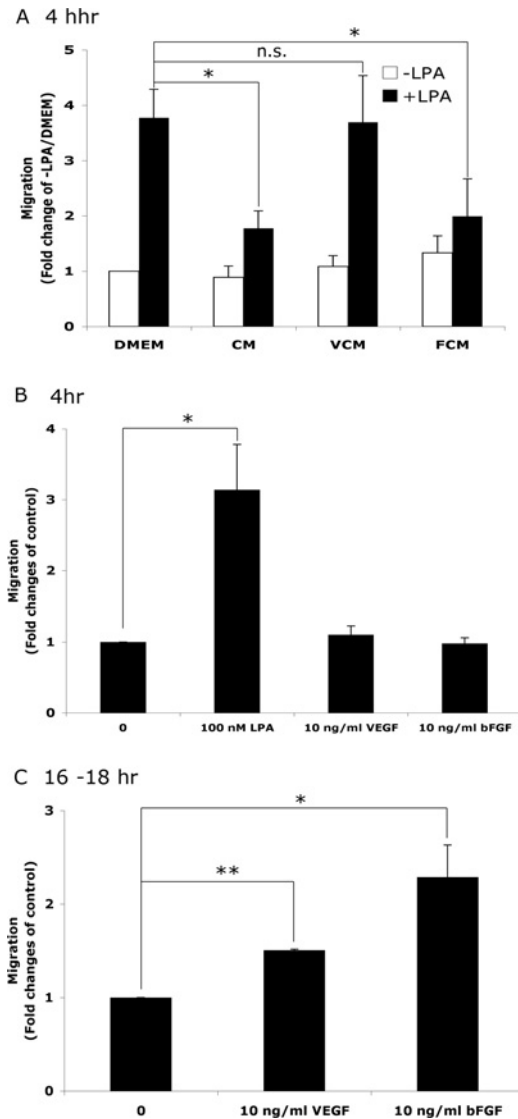 A 4 hhr
Migration
(Fold change of -LPA/DMEM)
5
4
3
2
1
0
*
n.s.
*
-LPA
+LPA
DMEM CM VCM FCM
B 4hr
Migration
(Fold changes of control)
4
3
2
1
0
*
0 100 nM LPA 10 ng/ml VEGF 10 ng/ml bFGF
C 16 -18 hr
Migration
(Fold changes of control)
3
2
1
0
*
**
0 10 ng/ml VEGF 10 ng/ml bFGF